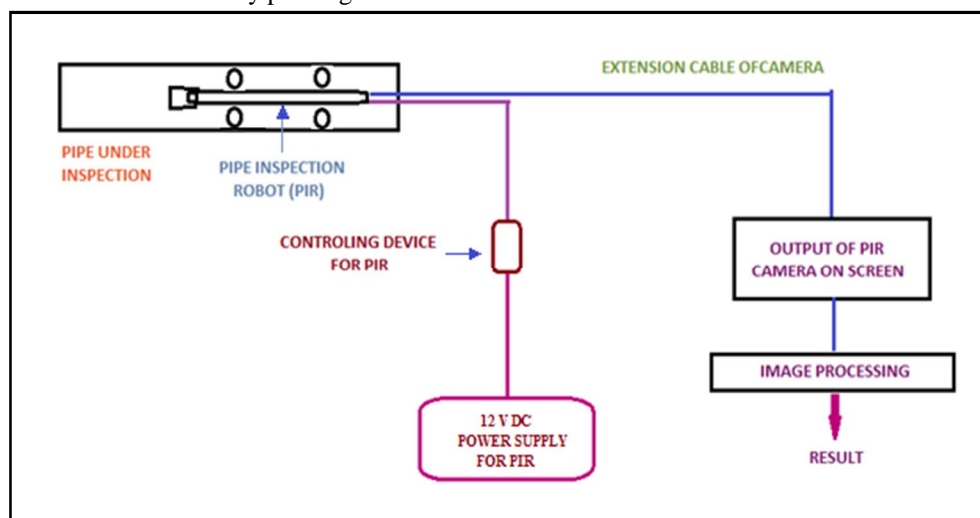 EXTENSION CABLE OFCAMERA
PIPE UNDER
INSPECTION
PIPE INSPECTION
ROBOT (PIR)
CONTROLING DEVICE
FOR PIR
OUTPUT OF PIR
CAMERA ON SCREEN
IMAGE PROCESSING
12 V DC
POWER SUPPLY
FOR PIR
RESULT